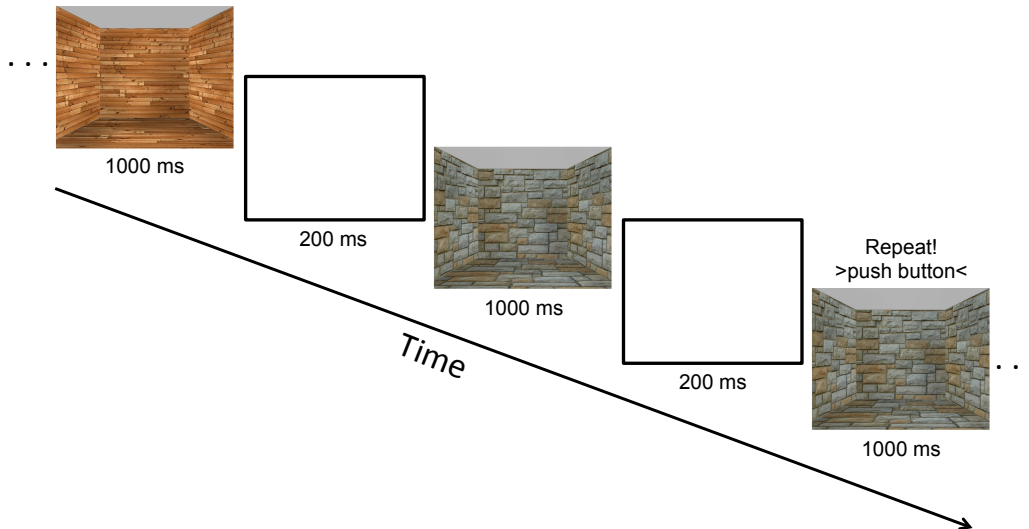 . . .
1000 ms
200 ms
1000 ms
Time
200 ms
Repeat!
>push button<
1000 ms
. . .